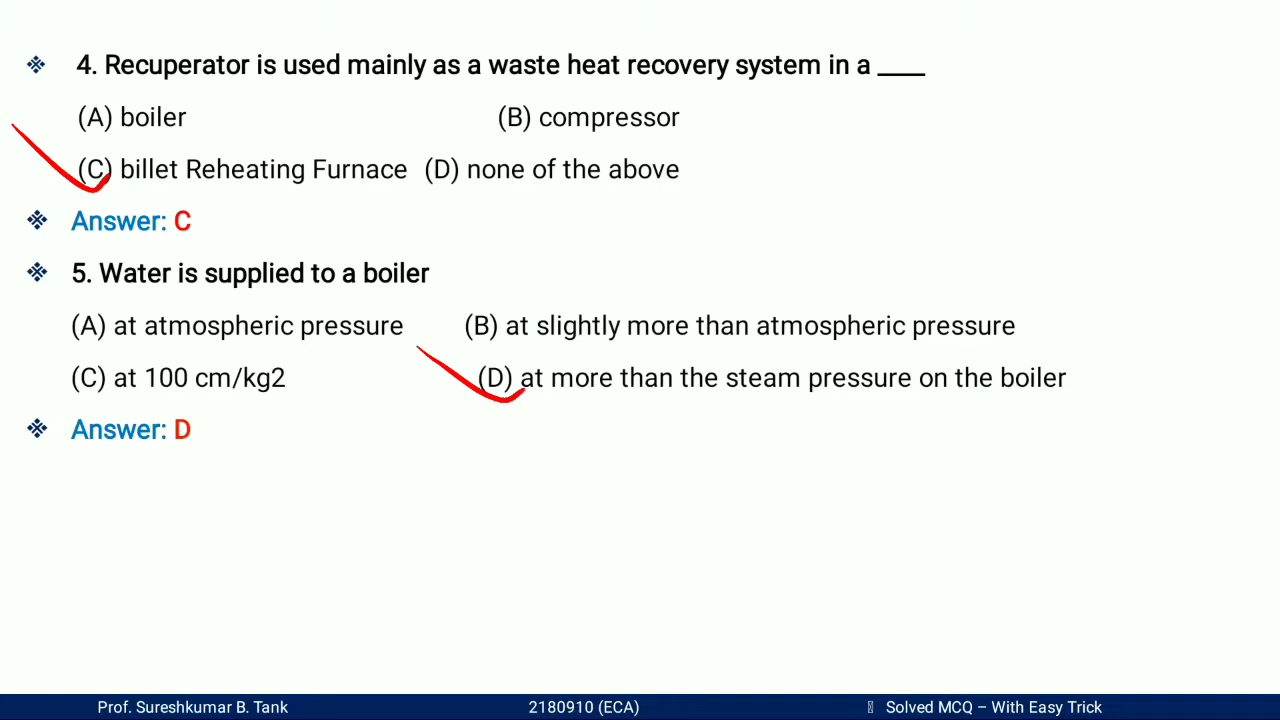 4. Recuperator is used mainly as a waste heat recovery system in a ____
(A) boiler (B) compressor
(C) billet Reheating Furnace (D) none of the above
Answer: C
5. Water is supplied to a boiler
(A) at atmospheric pressure (B) at slightly more than atmospheric pressure
(C) at 100 cm/kg2 (D) at more than the steam pressure on the boiler
Answer: D
Prof. Sureshkumar B. Tank 2180910 (ECA) Solved MCQ – With Easy Trick